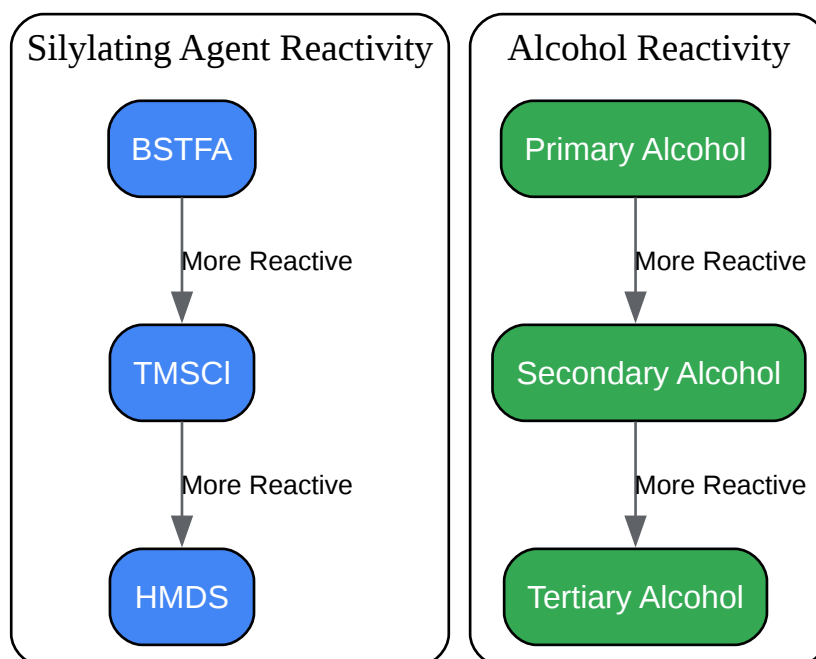 Silylating Agent Reactivity
BSTFA
More Reactive
TMSCl
More Reactive
HMDS
Alcohol Reactivity
Primary Alcohol
More Reactive
Secondary Alcohol
More Reactive
Tertiary Alcohol